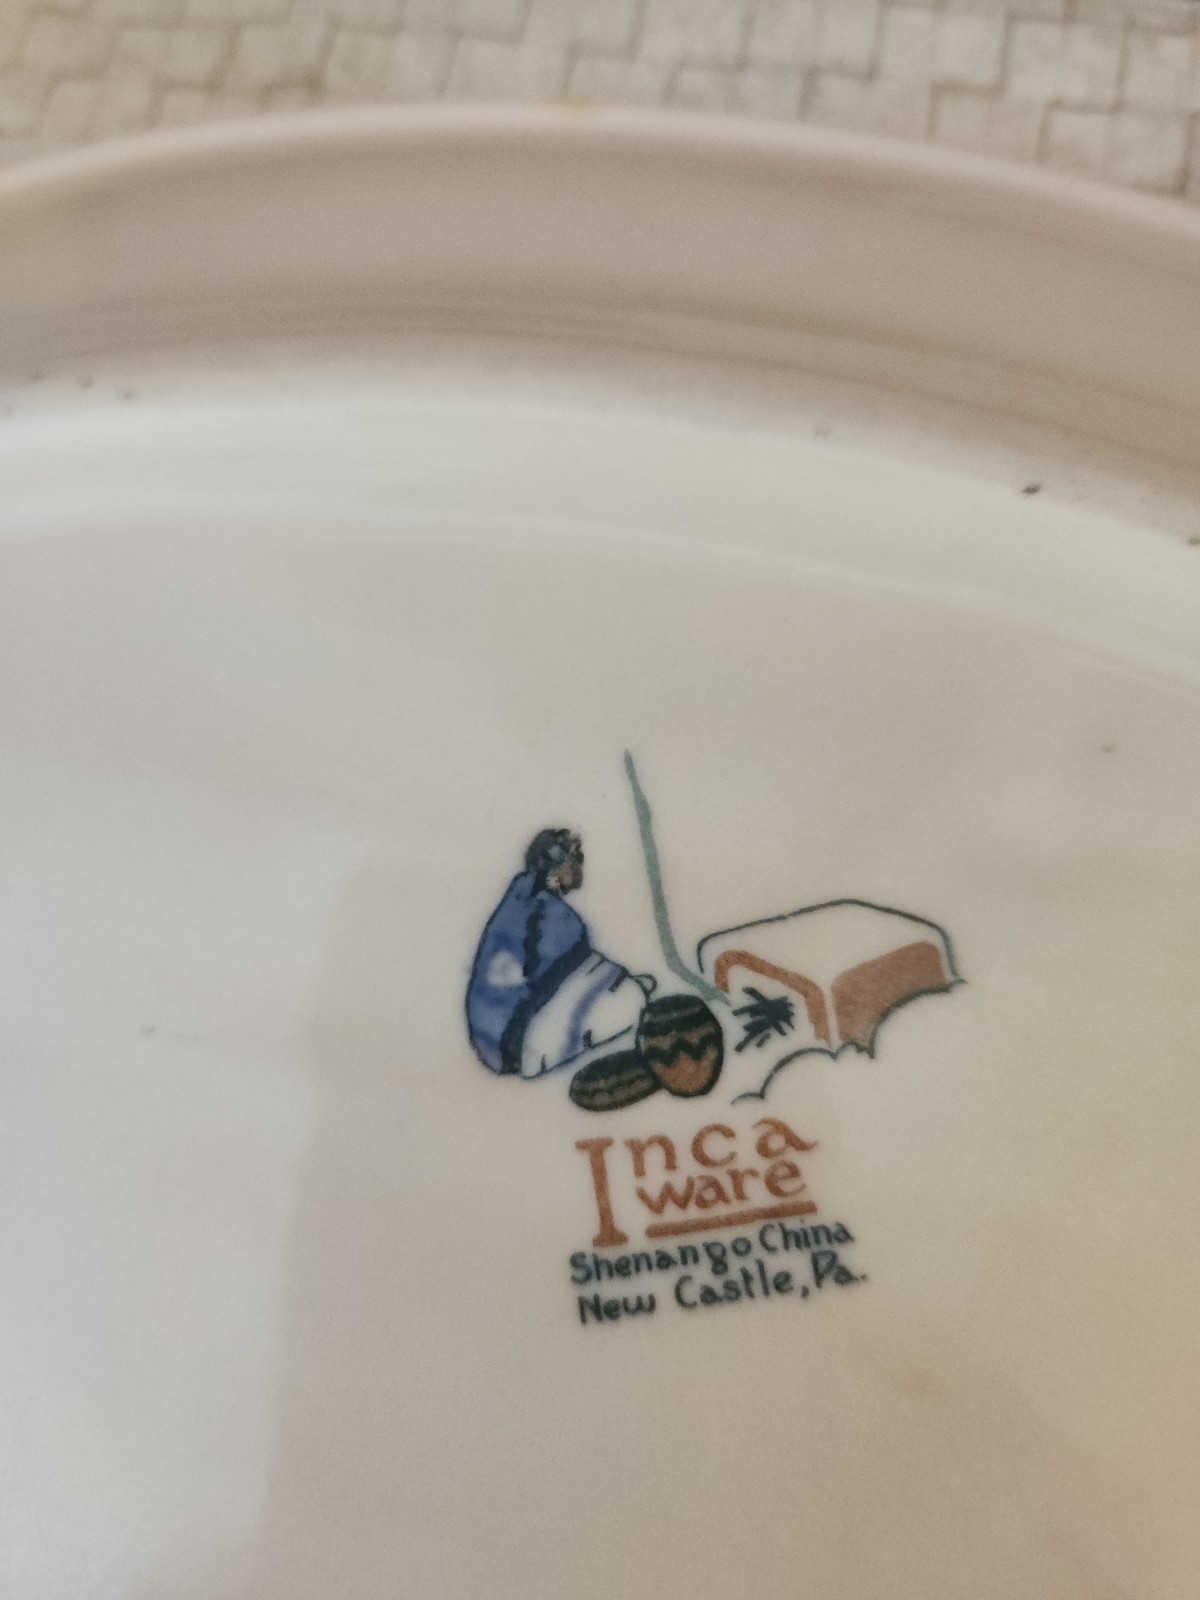 Inca
ware
Shenango China
New Castle, Pa.